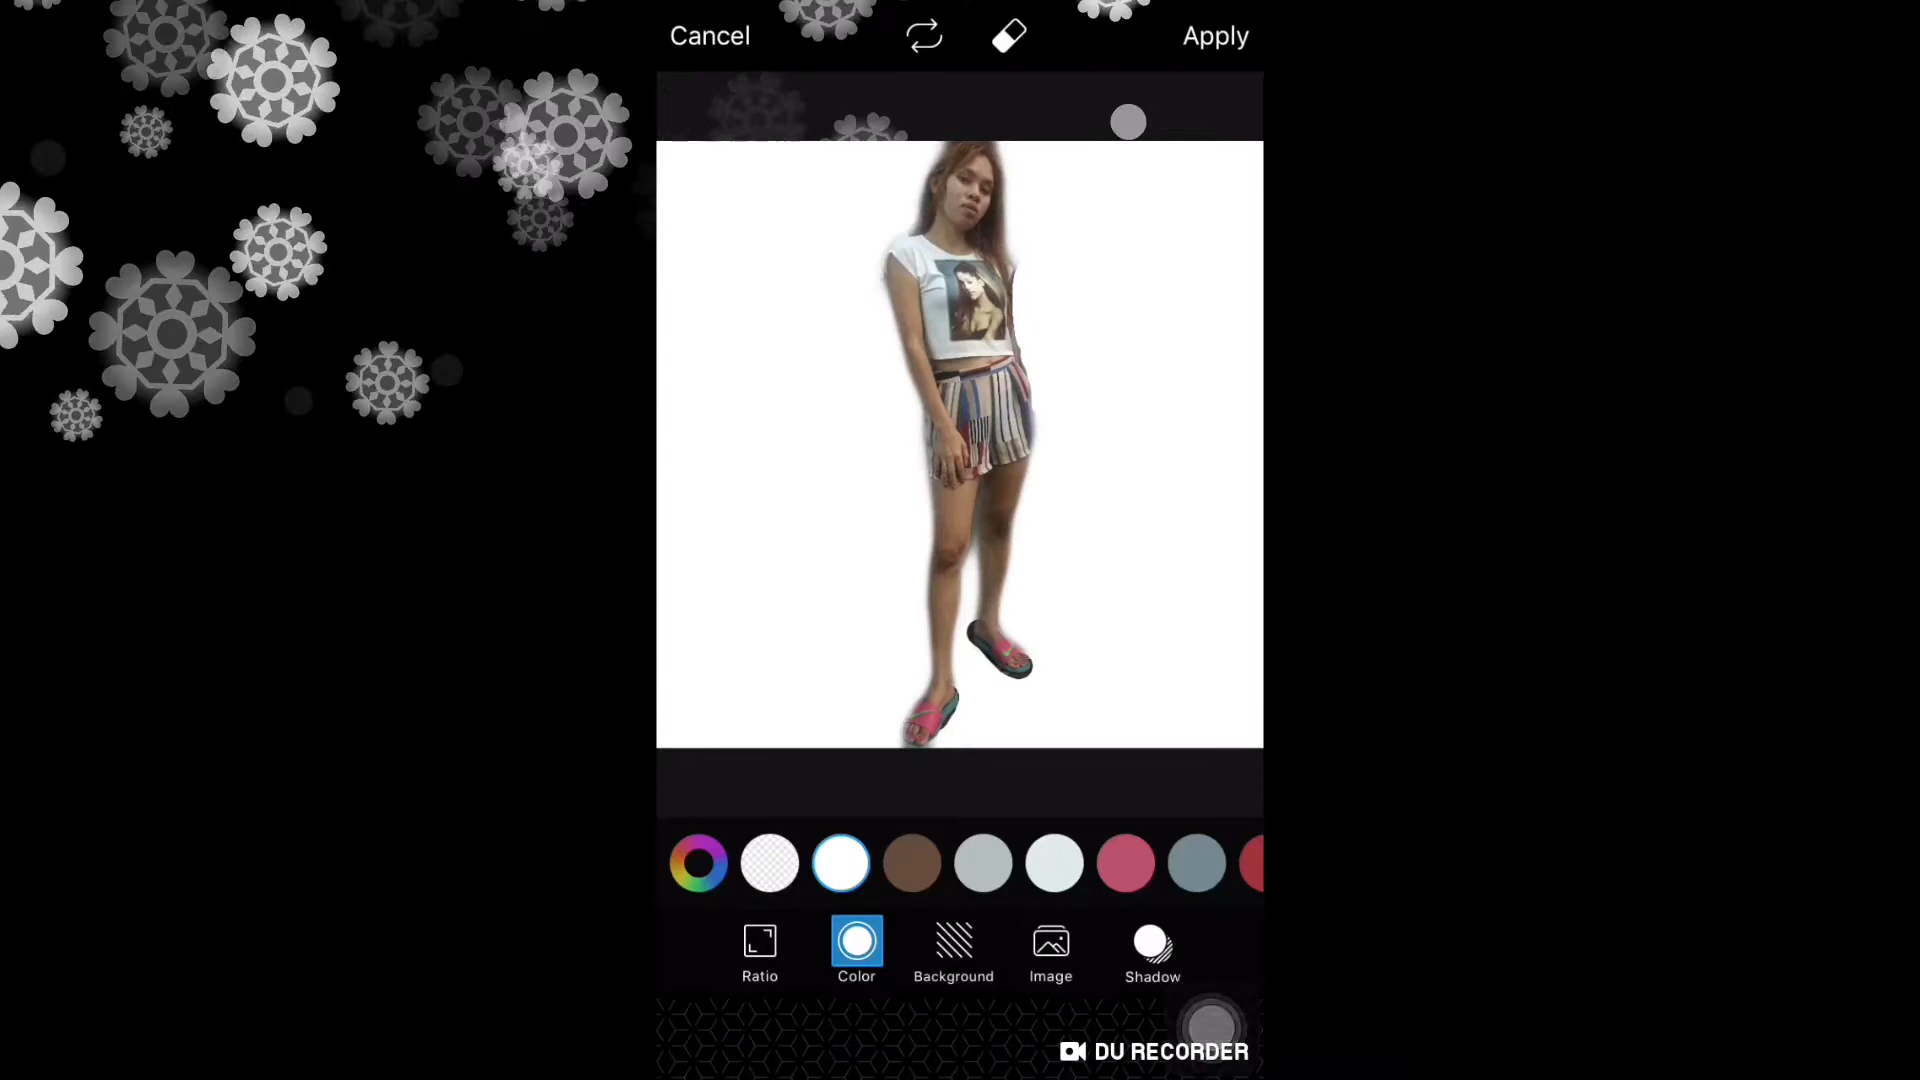 Cancel
Apply
Ratio
Color
Background
Image
Shadow
DU RECORDER